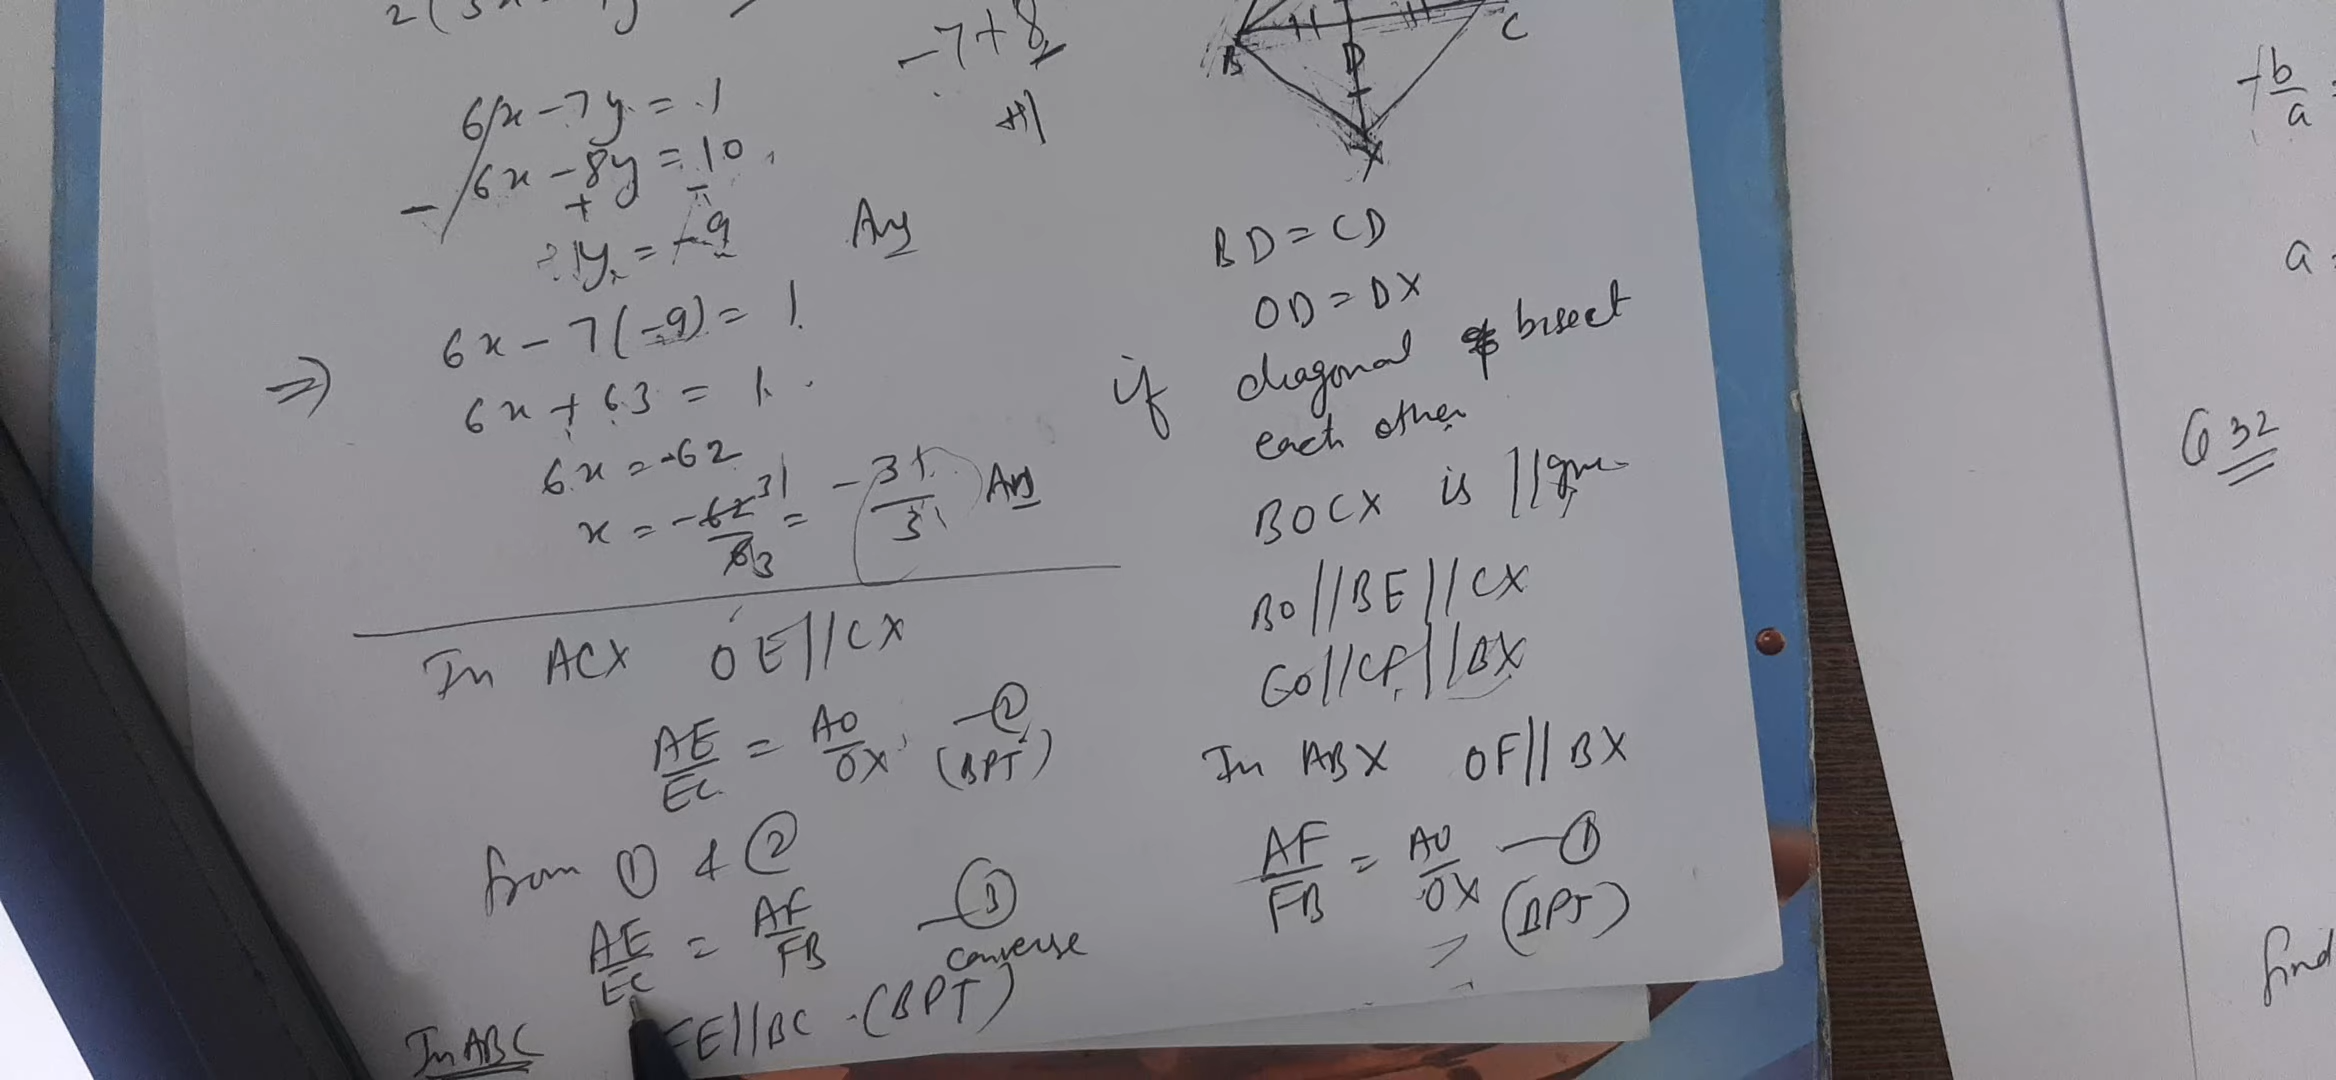 6x - 7y = 1
- 6x - 8y = 10
+ -
y = -9 Ans
⇒ 6x - 7(-9) = 1
6x + 63 = 1
6x = -62
x = -62 31 / 6 3 = - 31/3 Ans
-7+8
+1
B D C
X
BD = CD
OD = DX
if diagonal bisect
each other
BOCX is ||gm
BO || BE || CX
CO || CF || BX
In ABX OF || BX
AF/FB = AO/OX — ①
(BPT)
In ACX OE || CX
AE/EC = AO/OX — ②
(BPT)
from ① & ②
AE/EC = AF/FB — ③
converse
In ABC FE || BC (BPT)
b/a
a
632
find